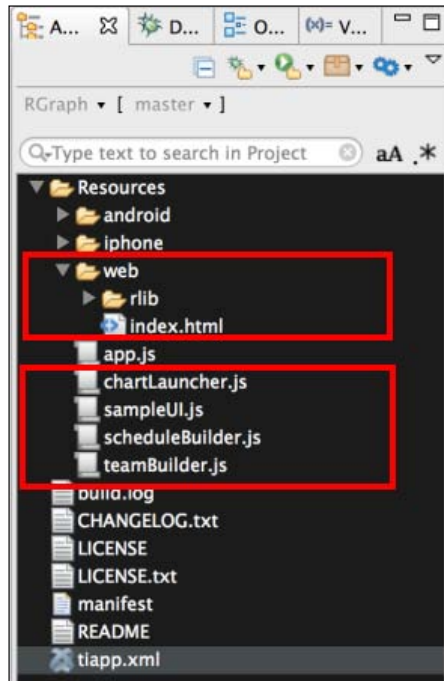 A... D... O... (x)= V...
RGraph [ master ]
Type text to search in Project aA .*
Resources
android
iphone
web
rlib
index.html
app.js
chartLauncher.js
sampleUI.js
scheduleBuilder.js
teamBuilder.js
build.log
CHANGELOG.txt
LICENSE
LICENSE.txt
manifest
README
tiapp.xml